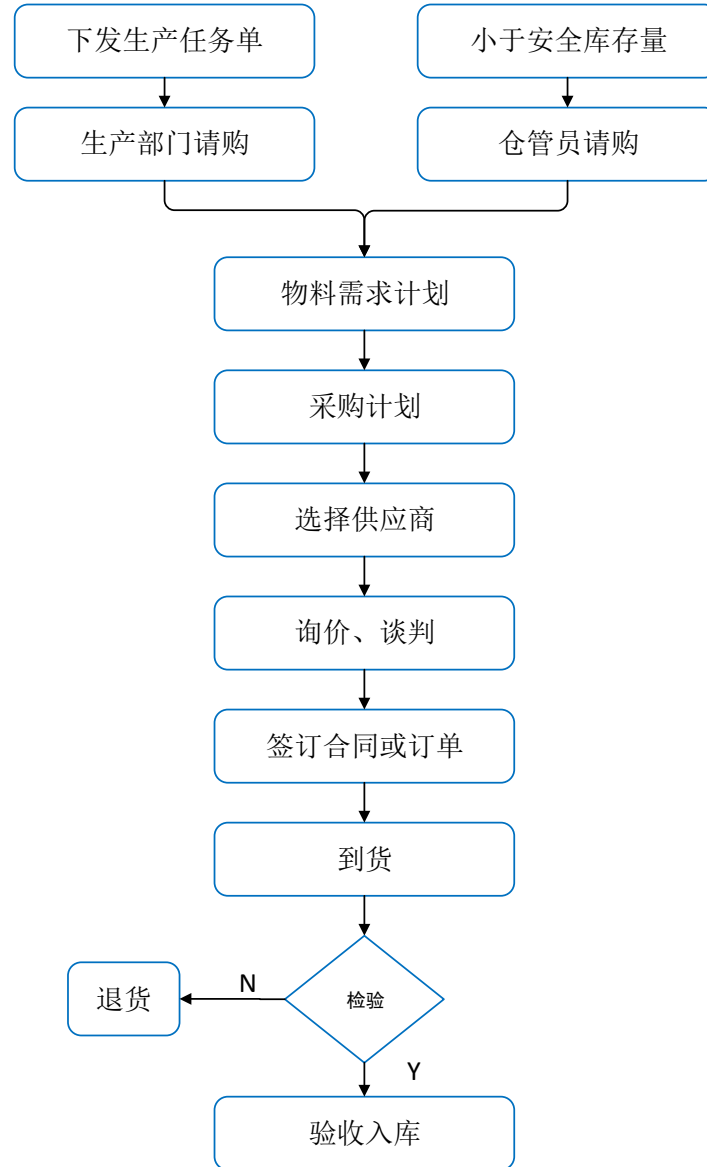 下发生产任务单
小于安全库存量
生产部门请购
仓管员请购
物料需求计划
采购计划
选择供应商
询价、谈判
签订合同或订单
到货
退货
N
检验
Y
验收入库